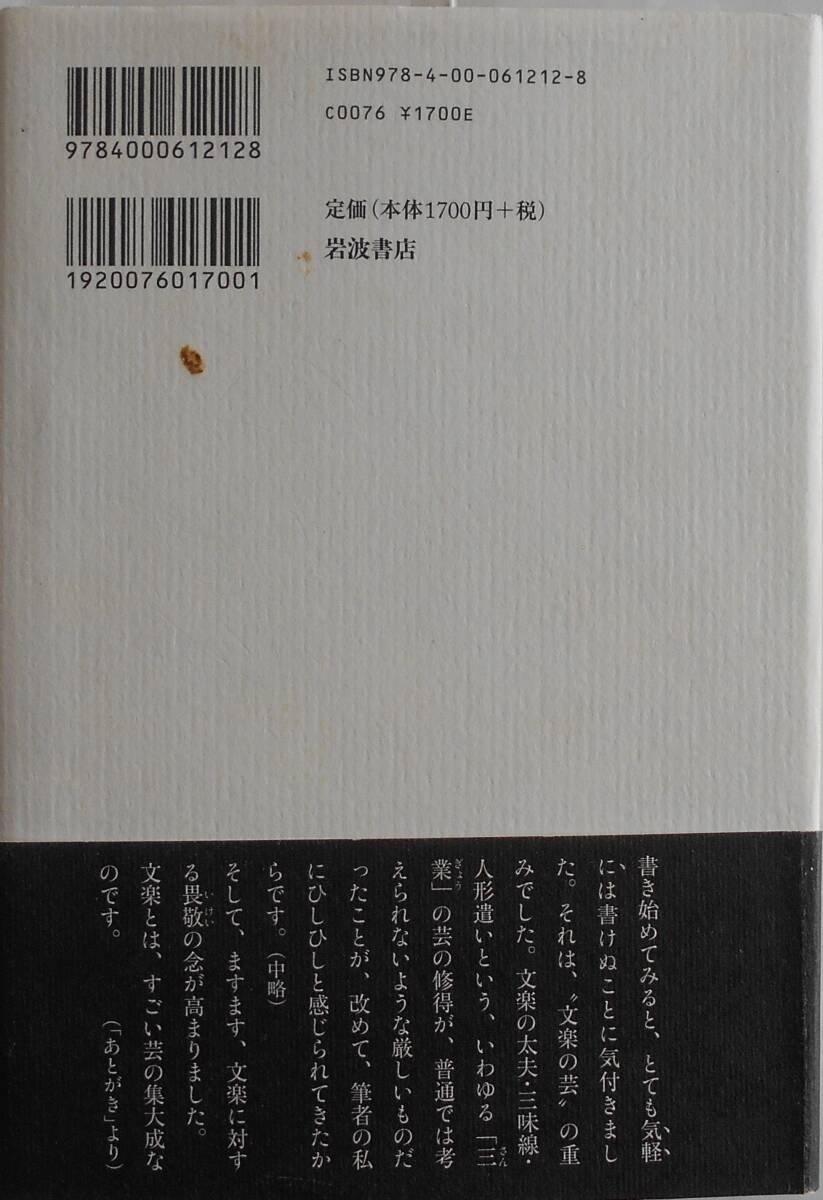 ISBN978-4-00-061212-8
C0076 ¥1700E
9784000612128
定価(本体1700円+税)
岩波書店
1920076017001
書き始めてみると、とても気軽
には書けぬことに気付きまし
た。それは、〝文楽の芸〟の重
みでした。文楽の太夫・三味線・
人形遣いという、いわゆる「三
業」の芸の修得が、普通では考
えられないような厳しいものだ
ったことが、改めて、筆者の私
にひしひしと感じられてきたか
らです。(中略)
そして、ますます、文楽に対す
る畏敬の念が高まりました。
文楽とは、すごい芸の集大成な
のです。
(「あとがき」より)
さん
ぎょう
いけい